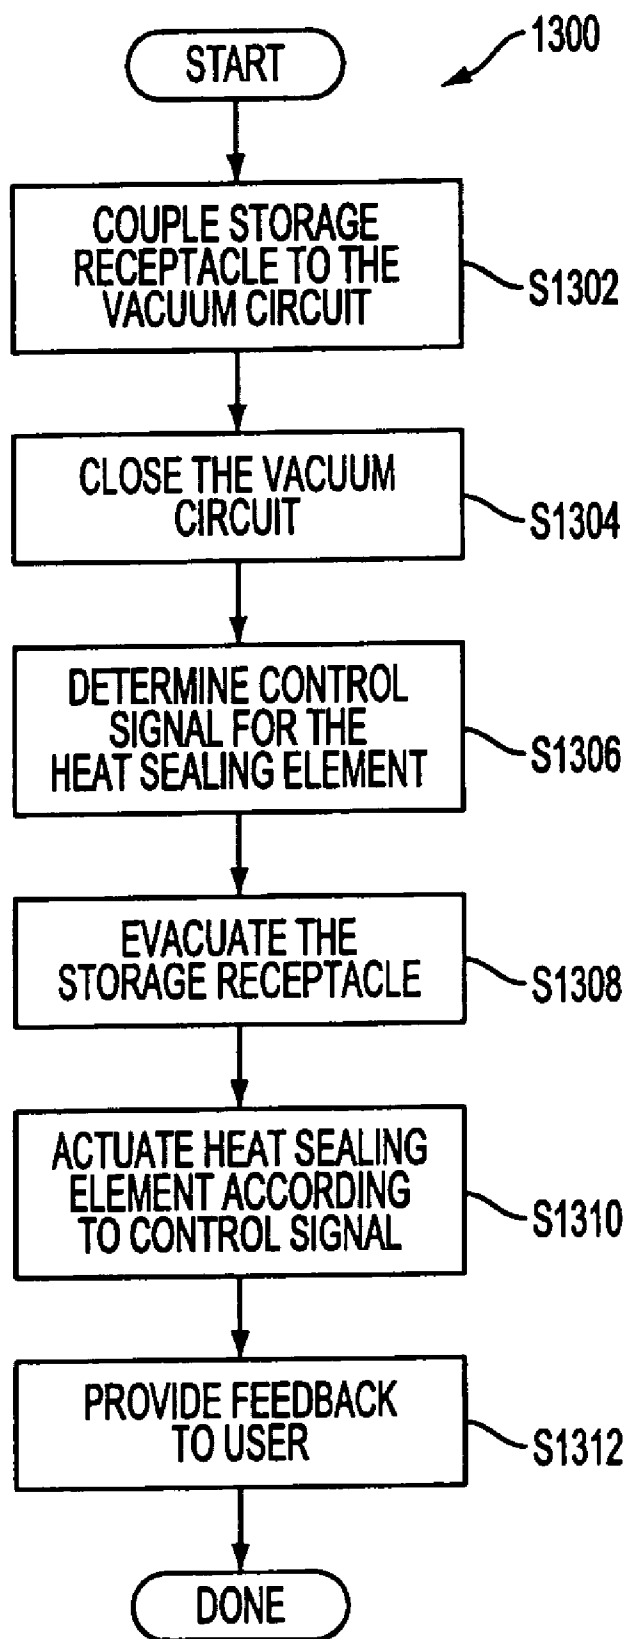 START
1300
COUPLE STORAGE
RECEPTACLE TO THE
VACUUM CIRCUIT
S1302
CLOSE THE VACUUM
CIRCUIT
S1304
DETERMINE CONTROL
SIGNAL FOR THE
HEAT SEALING ELEMENT
S1306
EVACUATE THE
STORAGE RECEPTACLE
S1308
ACTUATE HEAT SEALING
ELEMENT ACCORDING
TO CONTROL SIGNAL
S1310
PROVIDE FEEDBACK
TO USER
S1312
DONE